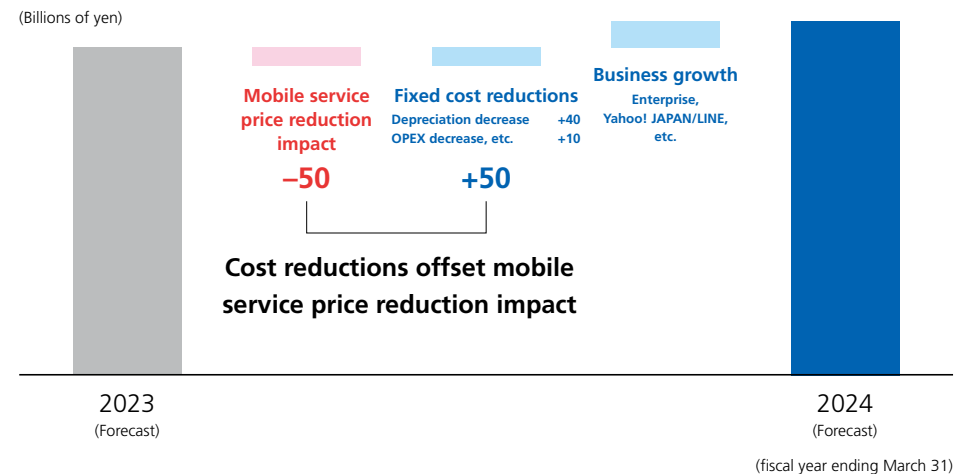 (Billions of yen)
Mobile service
price reduction
impact
–50
Fixed cost reductions
Depreciation decrease +40
OPEX decrease, etc. +10
+50
Business growth
Enterprise,
Yahoo! JAPAN/LINE,
etc.
Cost reductions offset mobile
service price reduction impact
2023
(Forecast)
2024
(Forecast)
(fiscal year ending March 31)